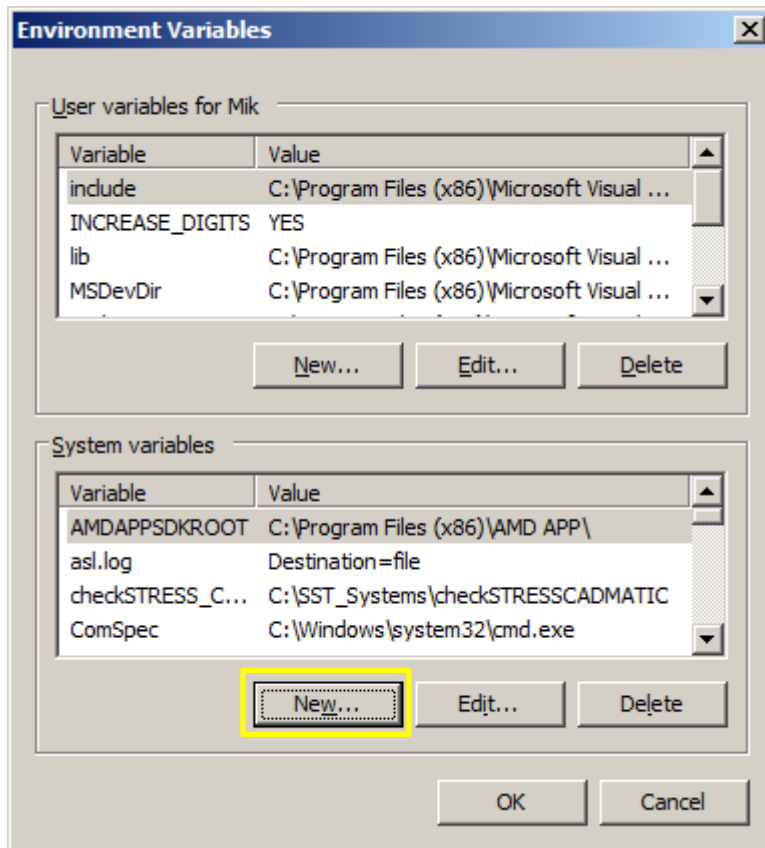 Environment Variables
User variables for Mik
Variable Value
include C:\Program Files (x86)\Microsoft Visual ...
INCREASE_DIGITS YES
lib C:\Program Files (x86)\Microsoft Visual ...
MSDevDir C:\Program Files (x86)\Microsoft Visual ...
New... Edit... Delete
System variables
Variable Value
AMDAPPSDKROOT C:\Program Files (x86)\AMD APP\
asl.log Destination=file
checkSTRESS_C... C:\SST_Systems\checkSTRESSCADMATIC
ComSpec C:\Windows\system32\cmd.exe
New... Edit... Delete
OK Cancel